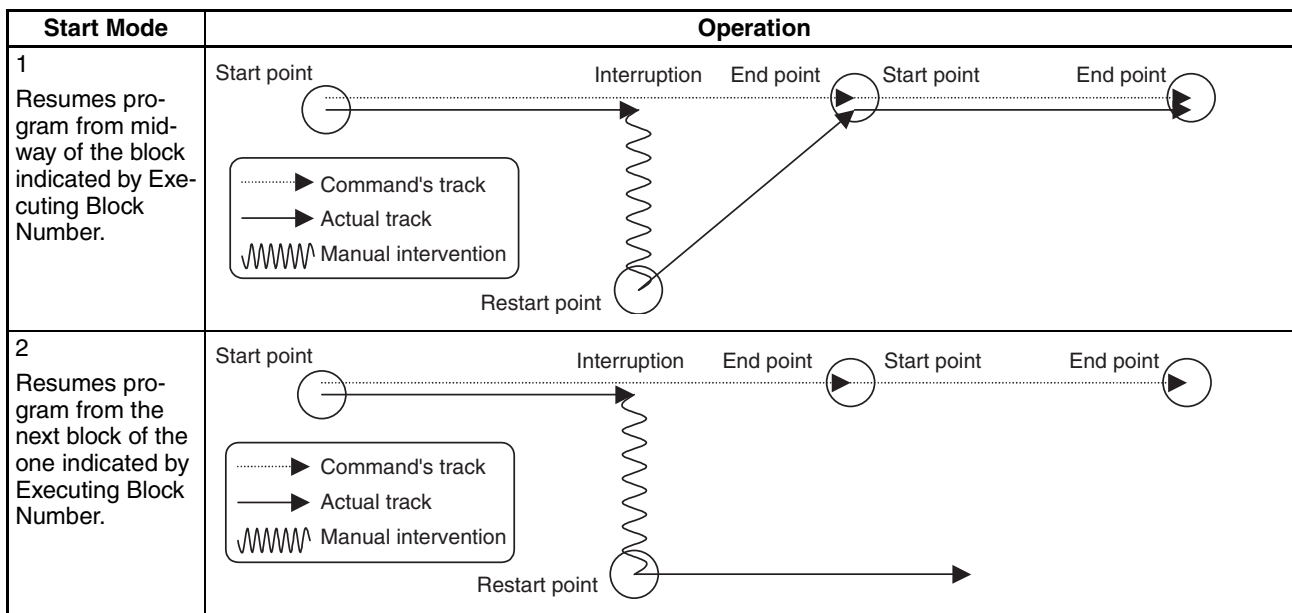 Start Mode
Operation
1
Resumes pro-
gram from mid-
way of the block
indicated by Exe-
cuting Block
Number.
Start point
Interruption
End point
Start point
End point
Command's track
Actual track
Manual intervention
Restart point
2
Resumes pro-
gram from the
next block of the
one indicated by
Executing Block
Number.
Start point
Interruption
End point
Start point
End point
Command's track
Actual track
Manual intervention
Restart point